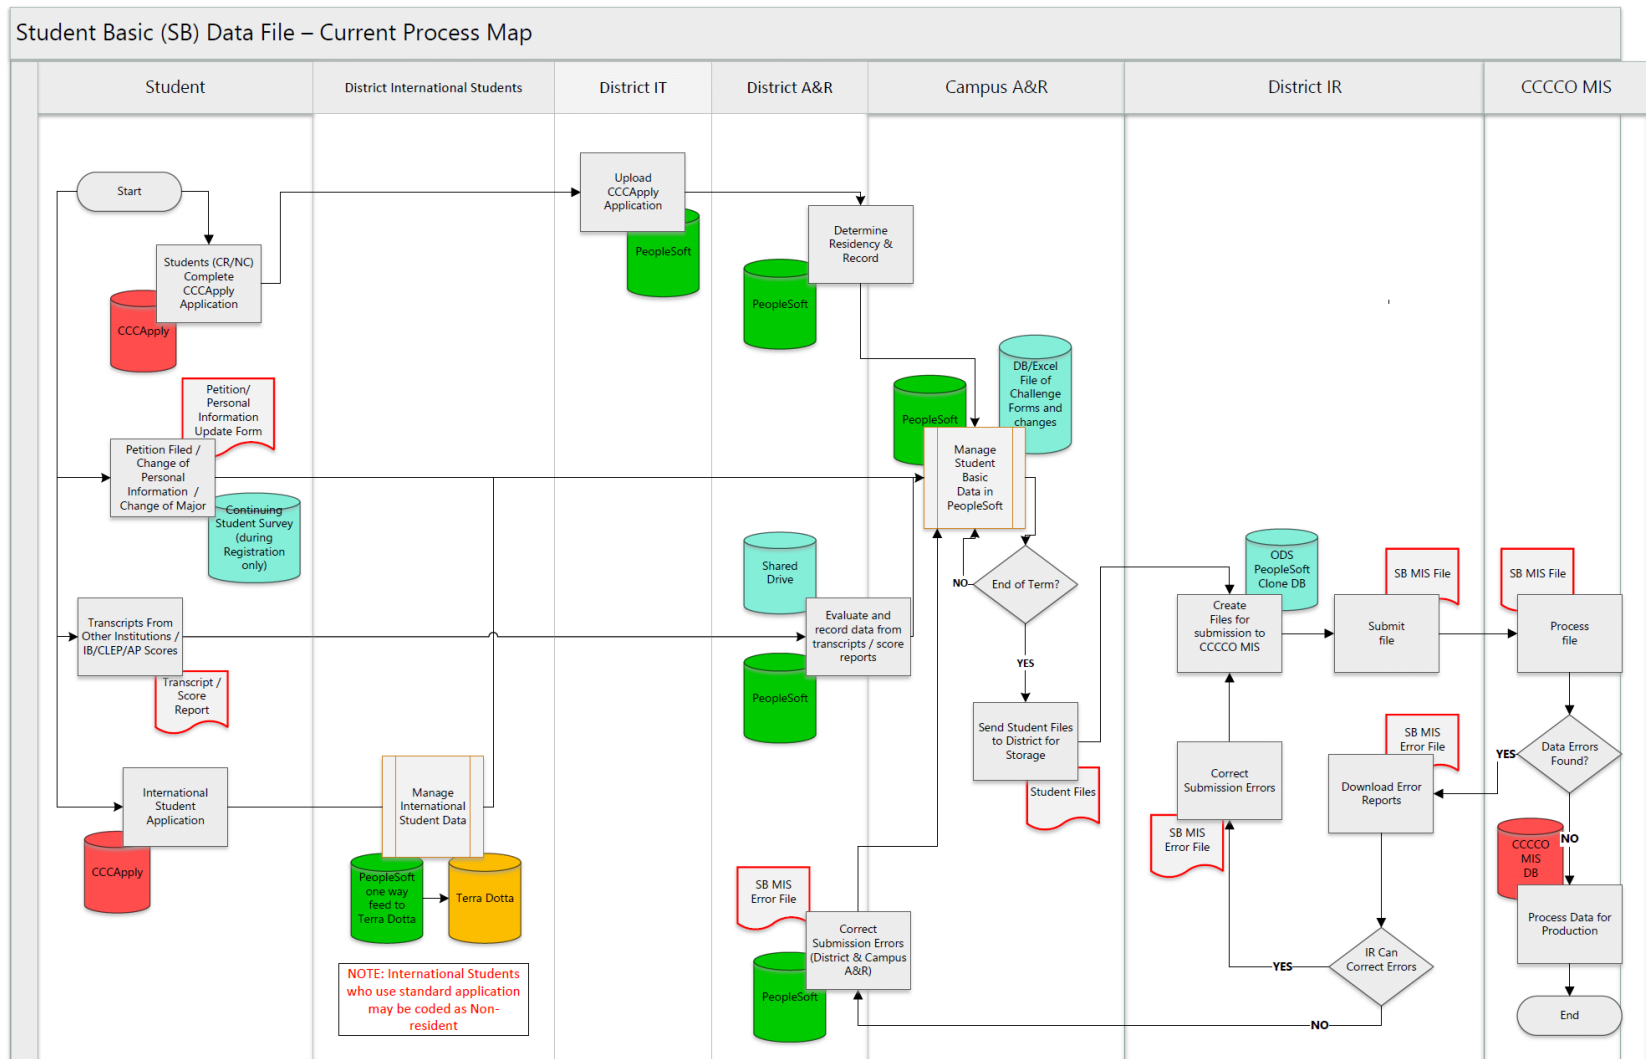 Student Basic (SB) Data File – Current Process Map
Student
District International Students
District IT
District A&R
Campus A&R
District IR
CCCCO MIS
Start
Students (CR/NC)
Complete
CCCApply
Application
CCCApply
Upload
CCCApply
Application
PeopleSoft
Determine
Residency &
Record
PeopleSoft
Petition/
Personal
Information
Update Form
Petition Filed /
Change of
Personal
Information /
Change of Major
Continuing
Student Survey
(during
Registration
only)
PeopleSoft
DB/Excel
File of
Challenge
Forms and
changes
Manage
Student
Basic
Data in
PeopleSoft
Transcripts From
Other Institutions /
IB/CLEP/AP Scores
Transcript /
Score
Report
Shared
Drive
Evaluate and
record data from
transcripts / score
reports
PeopleSoft
NO
End of Term?
YES
Send Student Files
to District for
Storage
Student Files
ODS
PeopleSoft
Clone DB
Create
Files for
submission to
CCCCO MIS
SB MIS File
Submit
file
SB MIS File
Process
file
Data Errors
Found?
YES
NO
SB MIS
Error File
Download Error
Reports
Correct
Submission Errors
SB MIS
Error File
CCCCO
MIS
DB
Process Data for
Production
End
IR Can
Correct Errors
YES
NO
International
Student
Application
CCCApply
Manage
International
Student Data
PeopleSoft
one way
feed to
Terra Dotta
Terra Dotta
NOTE: International Students
who use standard application
may be coded as Non-
resident
SB MIS
Error File
Correct
Submission Errors
(District & Campus
A&R)
PeopleSoft